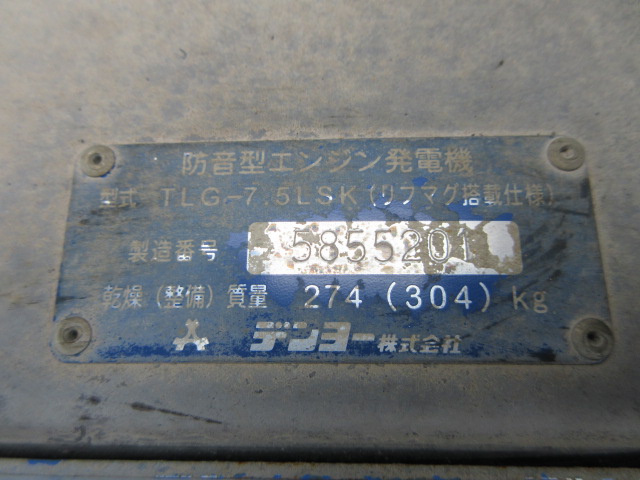 防音型エンジン発電機
型式 TLG-7.5LSK(リフマグ搭載仕様)
製造番号 5855201
乾燥(整備)質量 274(304)kg
デンヨー株式会社